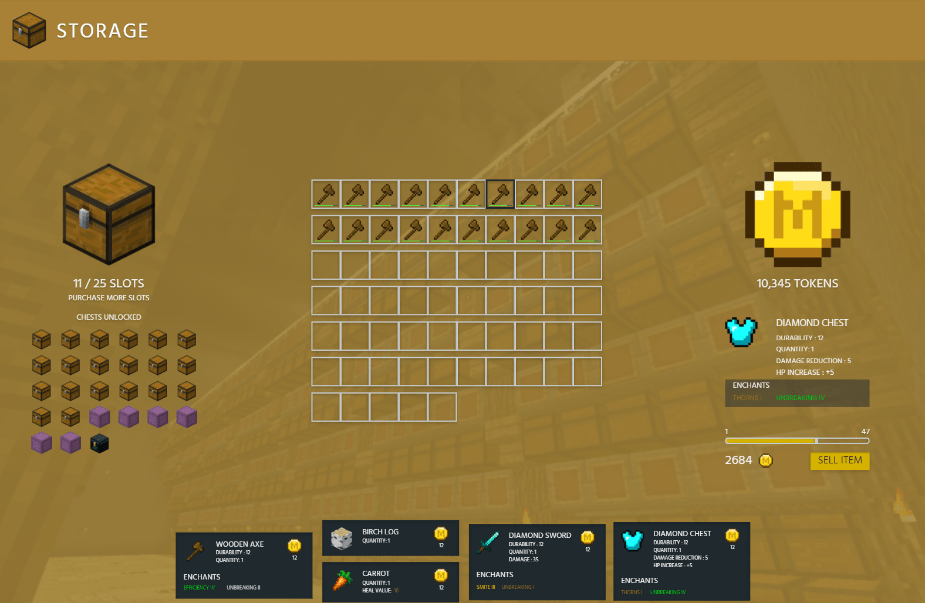 STORAGE
11 / 25 SLOTS
PURCHASE MORE SLOTS
CHESTS UNLOCKED
10,345 TOKENS
DIAMOND CHEST
DURABILITY : 12
QUANTITY: 1
DAMAGE REDUCTION : 5
HP INCREASE : +5
ENCHANTS
THORNS I UNBREAKING IV
1 47
2684
SELL ITEM
WOODEN AXE
DURABILITY : 12
QUANTITY: 1
12
ENCHANTS
EFFICIENCY IV UNBREAKING II
BIRCH LOG
QUANTITY: 1
12
CARROT
QUANTITY: 1
HEAL VALUE: 10
12
DIAMOND SWORD
DURABILITY : 12
QUANTITY: 1
DAMAGE : 35
12
ENCHANTS
SMITE III UNBREAKING I
DIAMOND CHEST
DURABILITY : 12
QUANTITY: 1
DAMAGE REDUCTION : 5
HP INCREASE : +5
12
ENCHANTS
THORNS I UNBREAKING IV